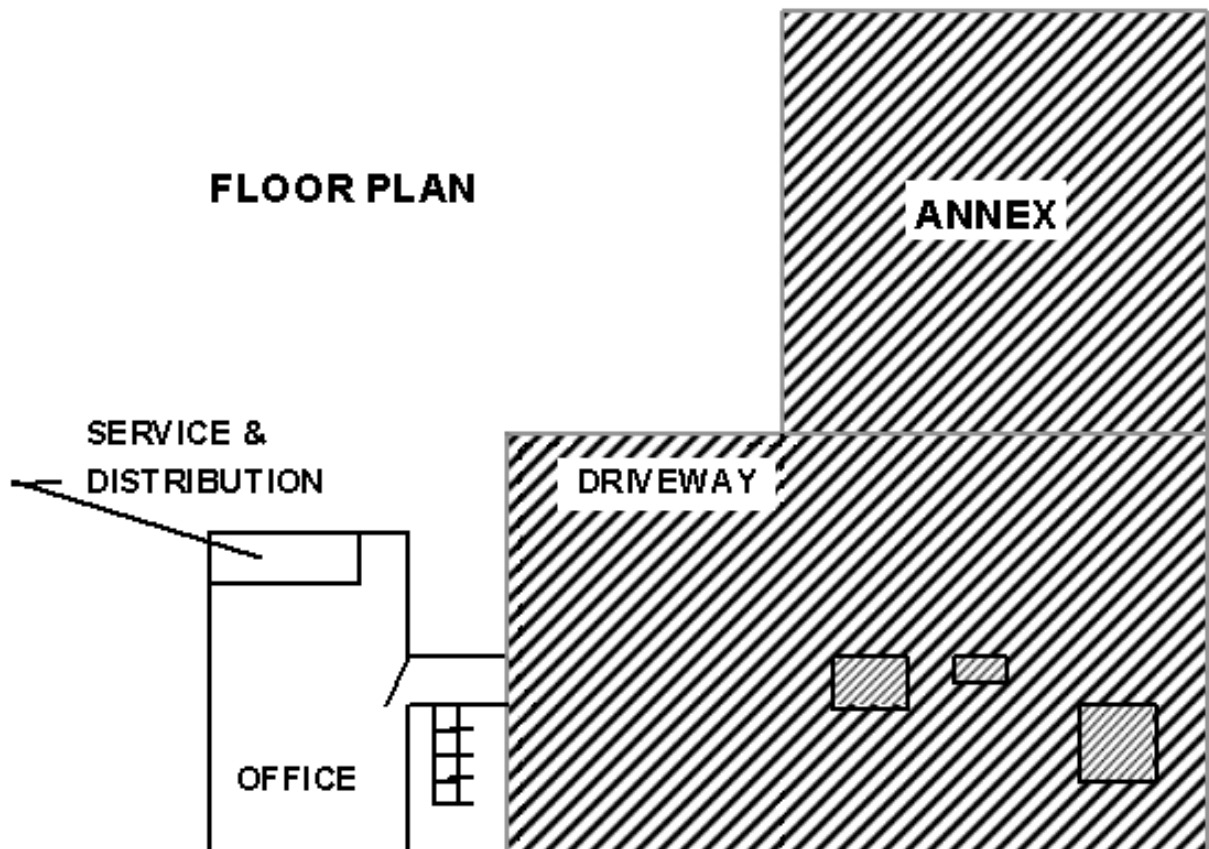 FLOOR PLAN
ANNEX
SERVICE &
DISTRIBUTION
DRIVEWAY
OFFICE